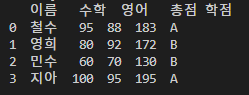 이름 수학 영어 총점 학점
0 철수 95 88 183 A
1 영희 80 92 172 B
2 민수 60 70 130 B
3 지아 100 95 195 A